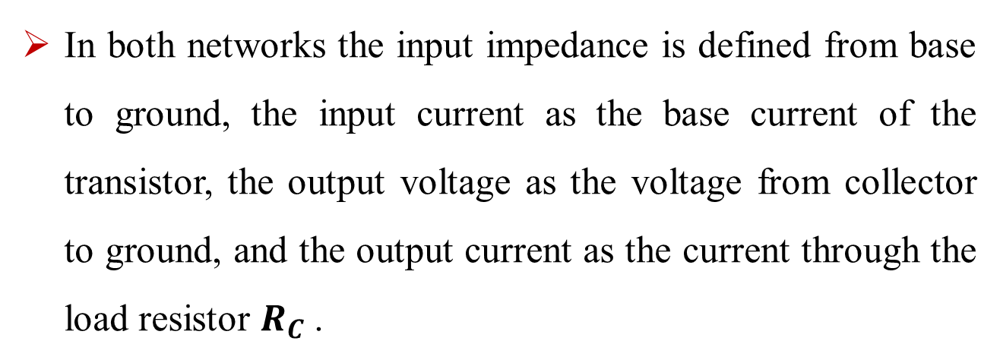 ➢ In both networks the input impedance is defined from base
to ground, the input current as the base current of the
transistor, the output voltage as the voltage from collector
to ground, and the output current as the current through the
load resistor R_C .